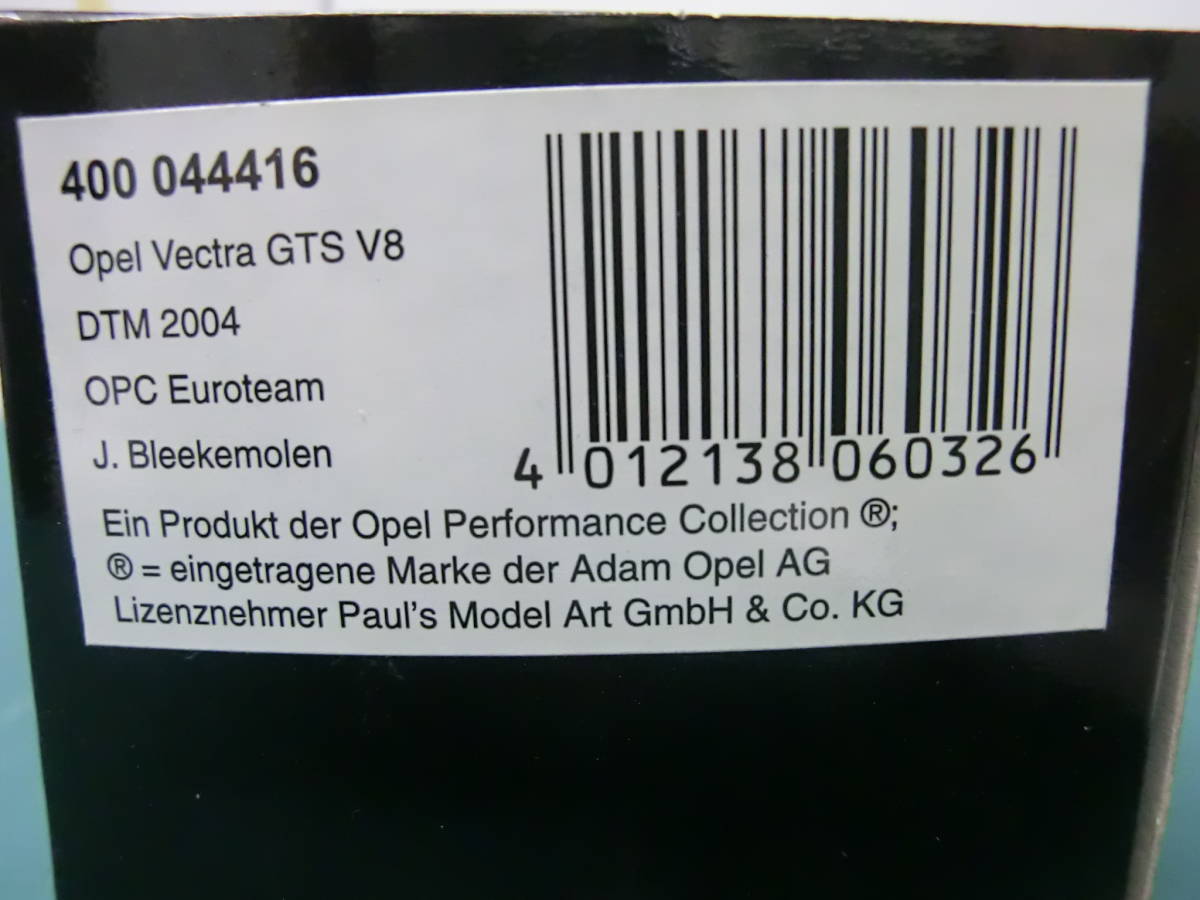 400 044416
Opel Vectra GTS V8
DTM 2004
OPC Euroteam
J. Bleekemolen
4 012138 060326
Ein Produkt der Opel Performance Collection ®;
® = eingetragene Marke der Adam Opel AG
Lizenznehmer Paul's Model Art GmbH & Co. KG